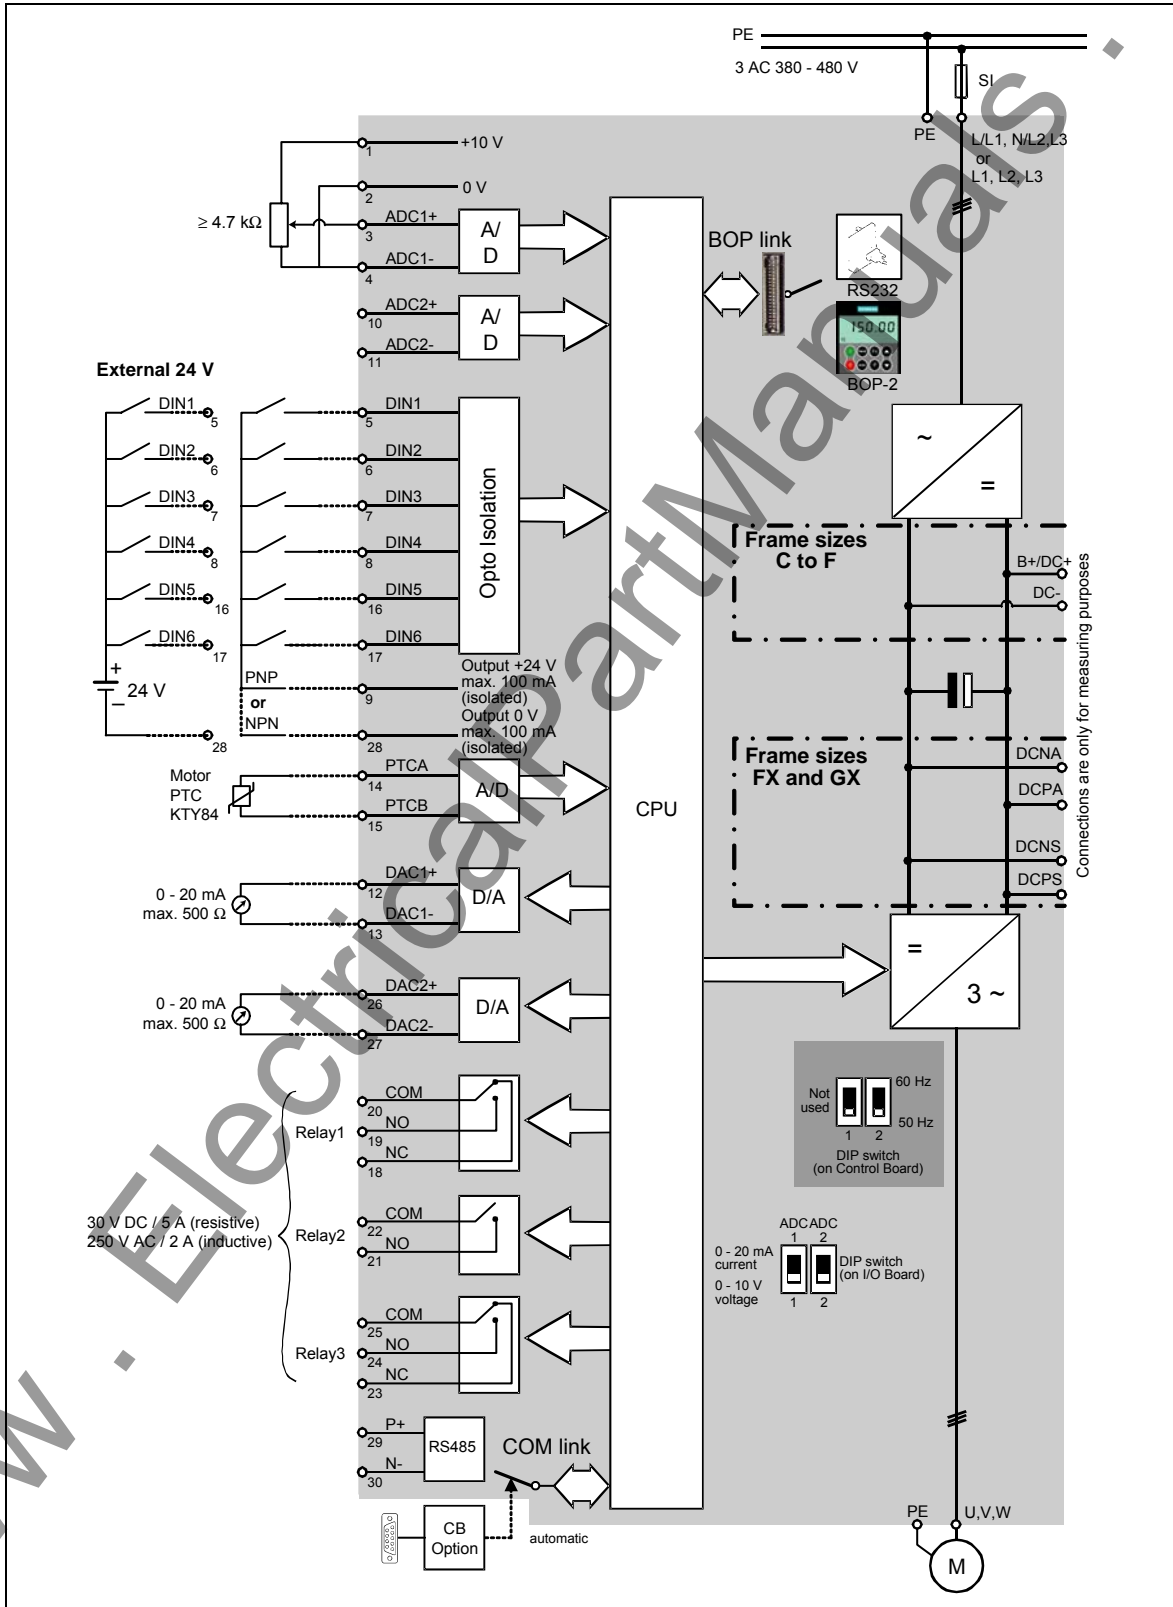 PE
3 AC 380 - 480 V
SI
PE
L/L1, N/L2,L3
or
L1, L2, L3
1
+10 V
2
0 V
≥ 4.7 kΩ
ADC1+
3
ADC1-
4
A/
D
ADC2+
10
ADC2-
11
A/
D
BOP link
RS232
150.00
BOP-2
External 24 V
DIN1
5
DIN2
6
DIN3
7
DIN4
8
DIN5
16
DIN6
17
+
24 V
–
28
DIN1
5
DIN2
6
DIN3
7
DIN4
8
DIN5
16
DIN6
17
Opto Isolation
PNP
or
NPN
9
Output +24 V
max. 100 mA
(isolated)
28
Output 0 V
max. 100 mA
(isolated)
~
=
Frame sizes
C to F
B+/DC+
DC-
Frame sizes
FX and GX
DCNA
DCPA
DCNS
DCPS
Connections are only for measuring purposes
CPU
Motor
PTC
KTY84
PTCA
14
PTCB
15
A/D
0 - 20 mA
max. 500 Ω
DAC1+
12
DAC1-
13
D/A
0 - 20 mA
max. 500 Ω
DAC2+
26
DAC2-
27
D/A
=
3 ~
Not
used
60 Hz
50 Hz
1 2
DIP switch
(on Control Board)
30 V DC / 5 A (resistive)
250 V AC / 2 A (inductive)
Relay1
COM
20
NO
19
NC
18
Relay2
COM
22
NO
21
Relay3
COM
25
NO
24
NC
23
ADC ADC
1 2
0 - 20 mA
current
0 - 10 V
voltage
1 2
DIP switch
(on I/O Board)
P+
29
N-
30
RS485
COM link
CB
Option
automatic
PE
U,V,W
M
w . ElectricalPartManuals .